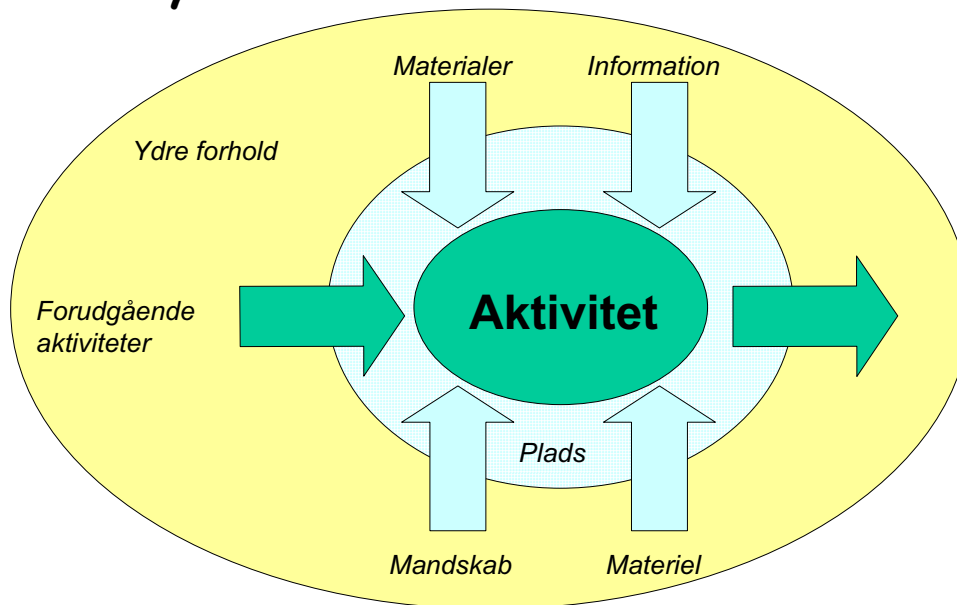 Materialer
Information
Ydre forhold
Forudgående
aktiviteter
Aktivitet
Plads
Mandskab
Materiel